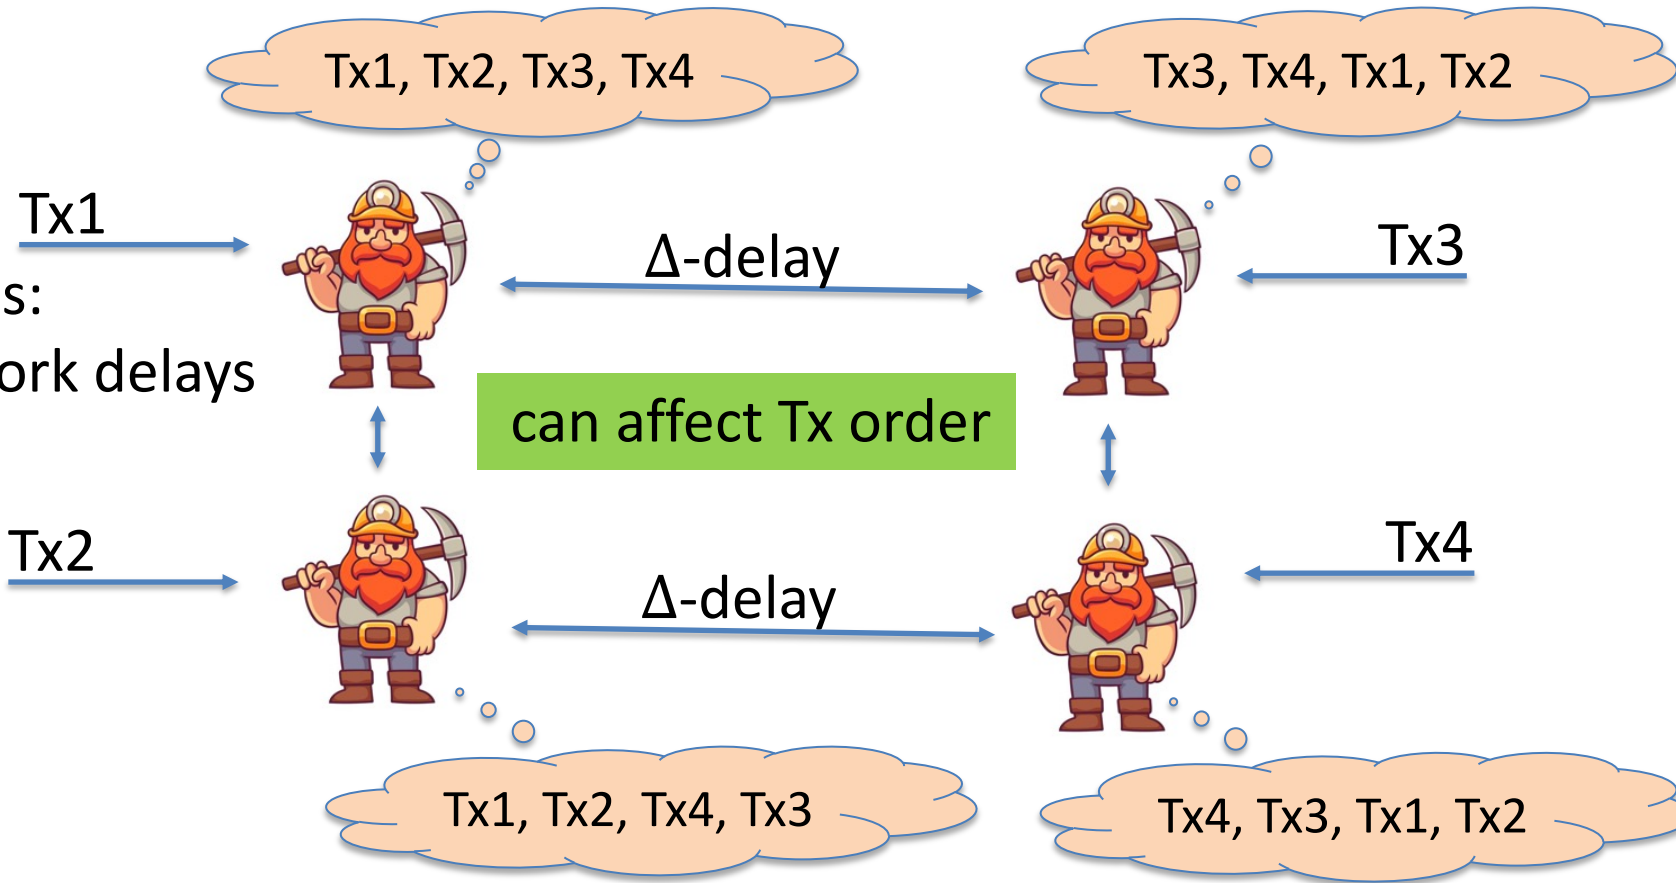 Tx1, Tx2, Tx3, Tx4
Tx3, Tx4, Tx1, Tx2
Tx1
Δ-delay
Tx3
s:
ork delays
can affect Tx order
Tx2
Δ-delay
Tx4
Tx1, Tx2, Tx4, Tx3
Tx4, Tx3, Tx1, Tx2